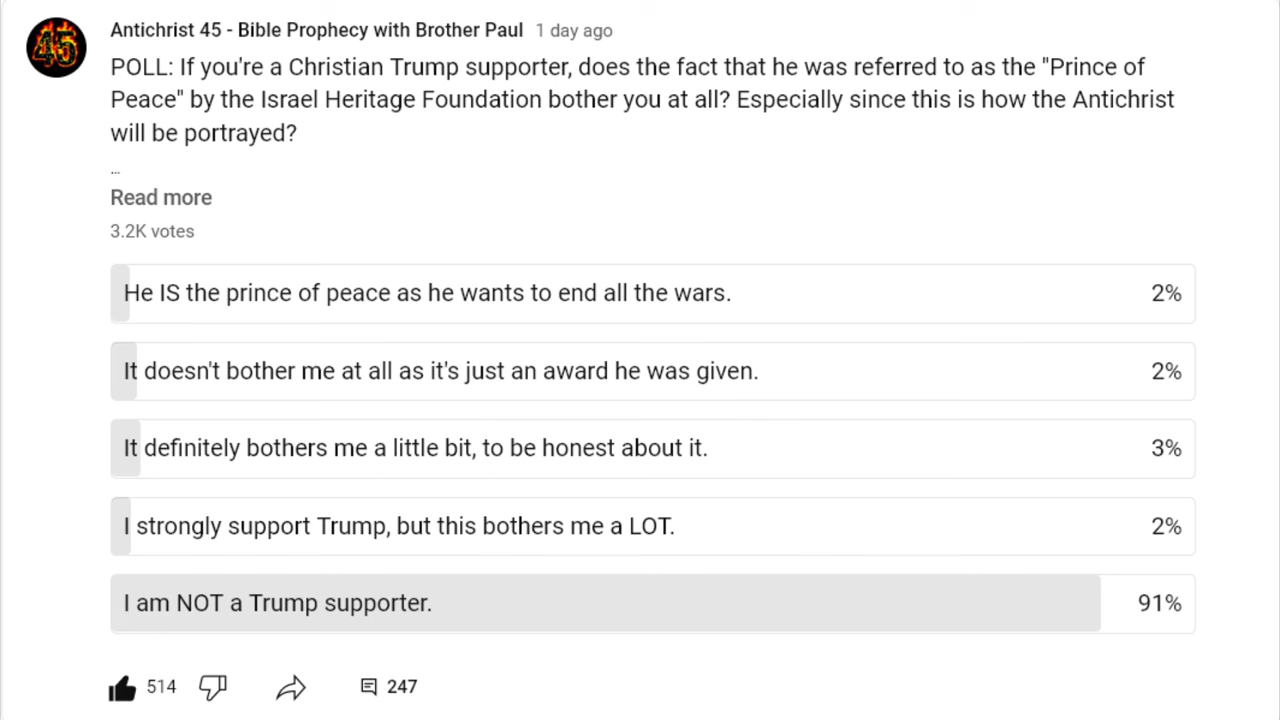 45
Antichrist 45 - Bible Prophecy with Brother Paul 1 day ago
POLL: If you're a Christian Trump supporter, does the fact that he was referred to as the "Prince of
Peace" by the Israel Heritage Foundation bother you at all? Especially since this is how the Antichrist
will be portrayed?
...
Read more
3.2K votes
He IS the prince of peace as he wants to end all the wars. 2%
It doesn't bother me at all as it's just an award he was given. 2%
It definitely bothers me a little bit, to be honest about it. 3%
I strongly support Trump, but this bothers me a LOT. 2%
I am NOT a Trump supporter. 91%
514 247